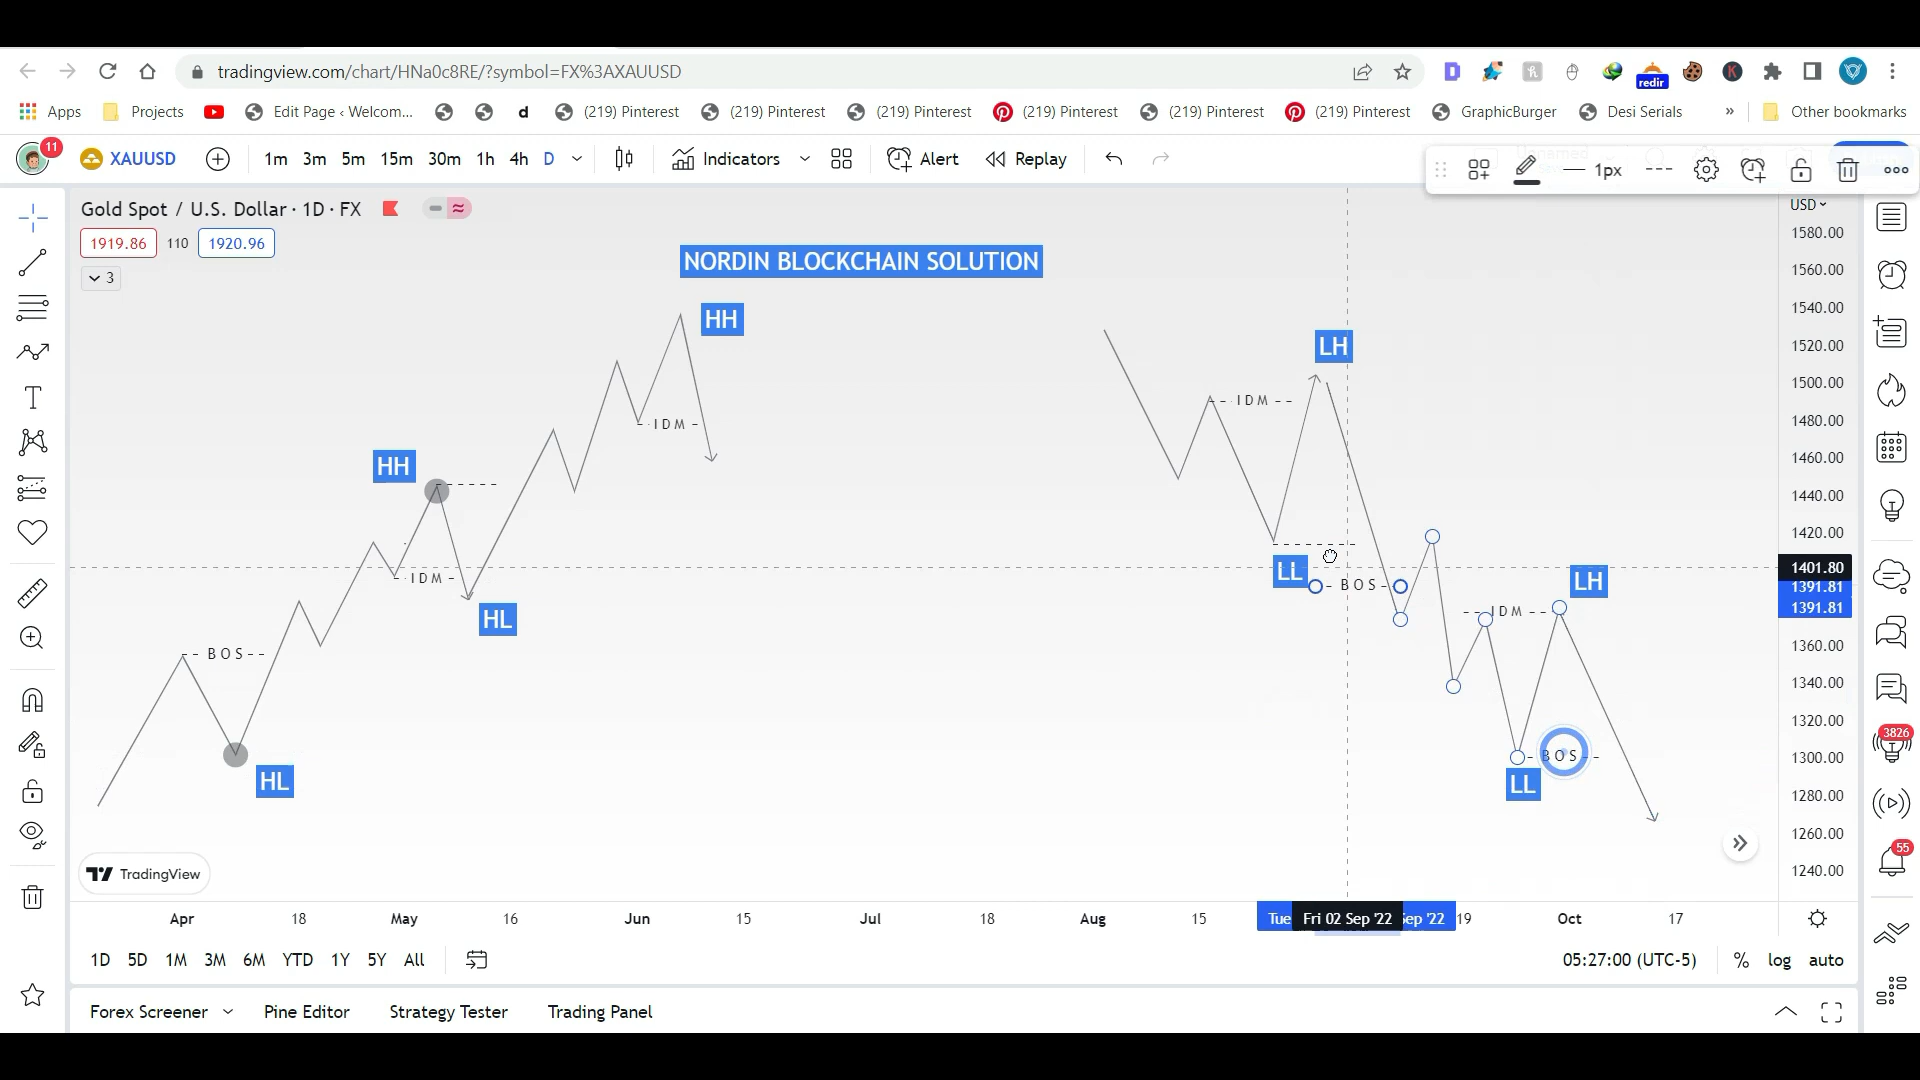 tradingview.com/chart/HNa0c8RE/?symbol=FX%3AXAUUSD
redir
K
Apps
Projects
Edit Page ‹ Welcom...
d
(219) Pinterest
(219) Pinterest
(219) Pinterest
(219) Pinterest
(219) Pinterest
(219) Pinterest
GraphicBurger
Desi Serials
»
Other bookmarks
11
XAUUSD
1m 3m 5m 15m 30m 1h 4h D
Indicators
Alert
Replay
1px
Gold Spot / U.S. Dollar · 1D · FX
USD
1919.86 110 1920.96
3
NORDIN BLOCKCHAIN SOLUTION
HH
LH
IDM
IDM
HH
IDM
HL
LL
BOS
LH
IDM
BOS
HL
BOS
LL
1580.00
1560.00
1540.00
1520.00
1500.00
1480.00
1460.00
1440.00
1420.00
1401.80
1391.81
1391.81
1360.00
1340.00
1320.00
1300.00
1280.00
1260.00
1240.00
3826
55
TradingView
Apr 18 May 16 Jun 15 Jul 18 Aug 15 Tue Fri 02 Sep '22 Sep '22 19 Oct 17
1D 5D 1M 3M 6M YTD 1Y 5Y All
05:27:00 (UTC-5) % log auto
Forex Screener Pine Editor Strategy Tester Trading Panel